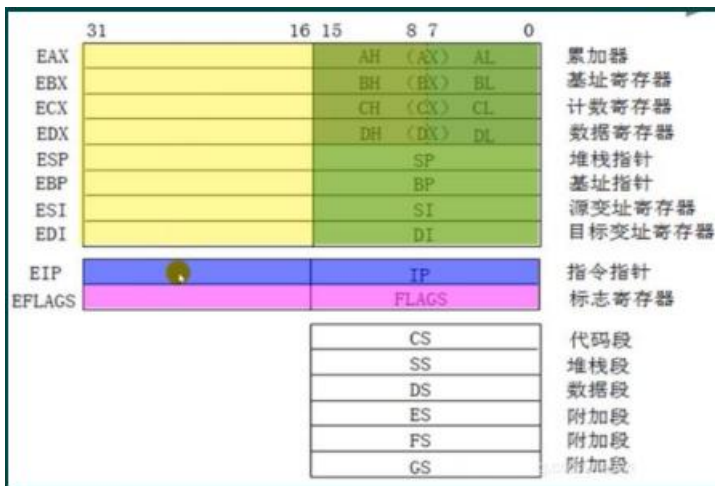 31 16 15 8 7 0
EAX AH (AX) AL 累加器
EBX BH (BX) BL 基址寄存器
ECX CH (CX) CL 计数寄存器
EDX DH (DX) DL 数据寄存器
ESP SP 堆栈指针
EBP BP 基址指针
ESI SI 源变址寄存器
EDI DI 目标变址寄存器
EIP IP 指令指针
EFLAGS FLAGS 标志寄存器
CS 代码段
SS 堆栈段
DS 数据段
ES 附加段
FS 附加段
GS 附加段